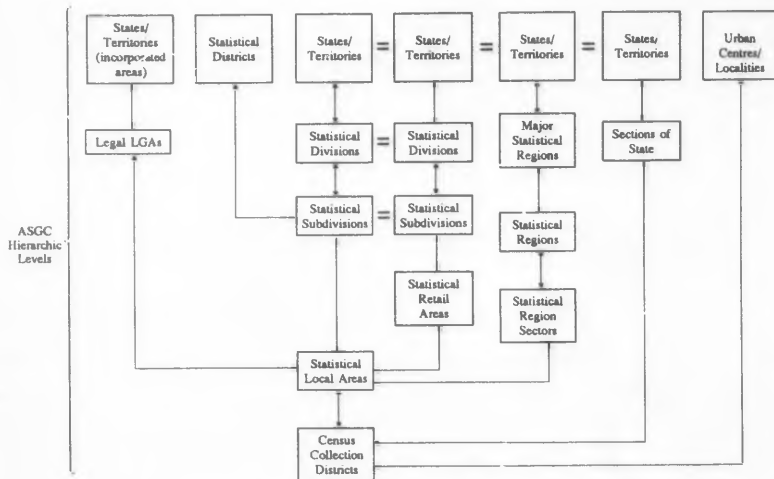 States/
Territories
(incorporated
areas)
Statistical
Districts
States/
Territories
=
States/
Territories
=
States/
Territories
=
States/
Territories
Urban
Centres/
Localities
Legal LGAs
Statistical
Divisions
=
Statistical
Divisions
Major
Statistical
Regions
Sections of
State
ASGC
Hierarchic
Levels
Statistical
Subdivisions
=
Statistical
Subdivisions
Statistical
Regions
Statistical
Retail
Areas
Statistical
Region
Sectors
Statistical
Local Areas
Census
Collection
Districts